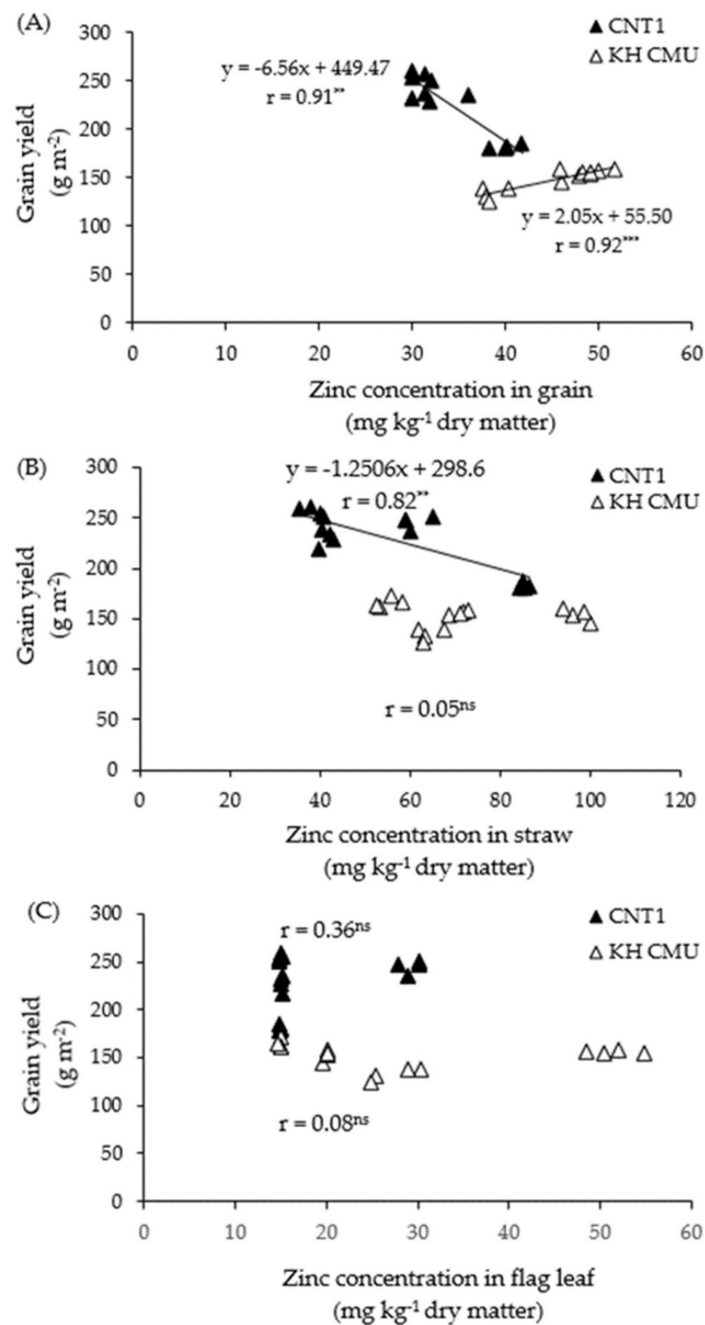 (A)
▲ CNT1
△ KH CMU
y = -6.56x + 449.47
r = 0.91**
y = 2.05x + 55.50
r = 0.92***
Grain yield
(g m-2)
300
250
200
150
100
50
0
0 10 20 30 40 50 60
Zinc concentration in grain
(mg kg-1 dry matter)
(B)
▲ CNT1
△ KH CMU
y = -1.2506x + 298.6
r = 0.82**
r = 0.05ns
Grain yield
(g m-2)
300
250
200
150
100
50
0
0 20 40 60 80 100 120
Zinc concentration in straw
(mg kg-1 dry matter)
(C)
▲ CNT1
△ KH CMU
r = 0.36ns
r = 0.08ns
Grain yield
(g m-2)
300
250
200
150
100
50
0
0 10 20 30 40 50 60
Zinc concentration in flag leaf
(mg kg-1 dry matter)